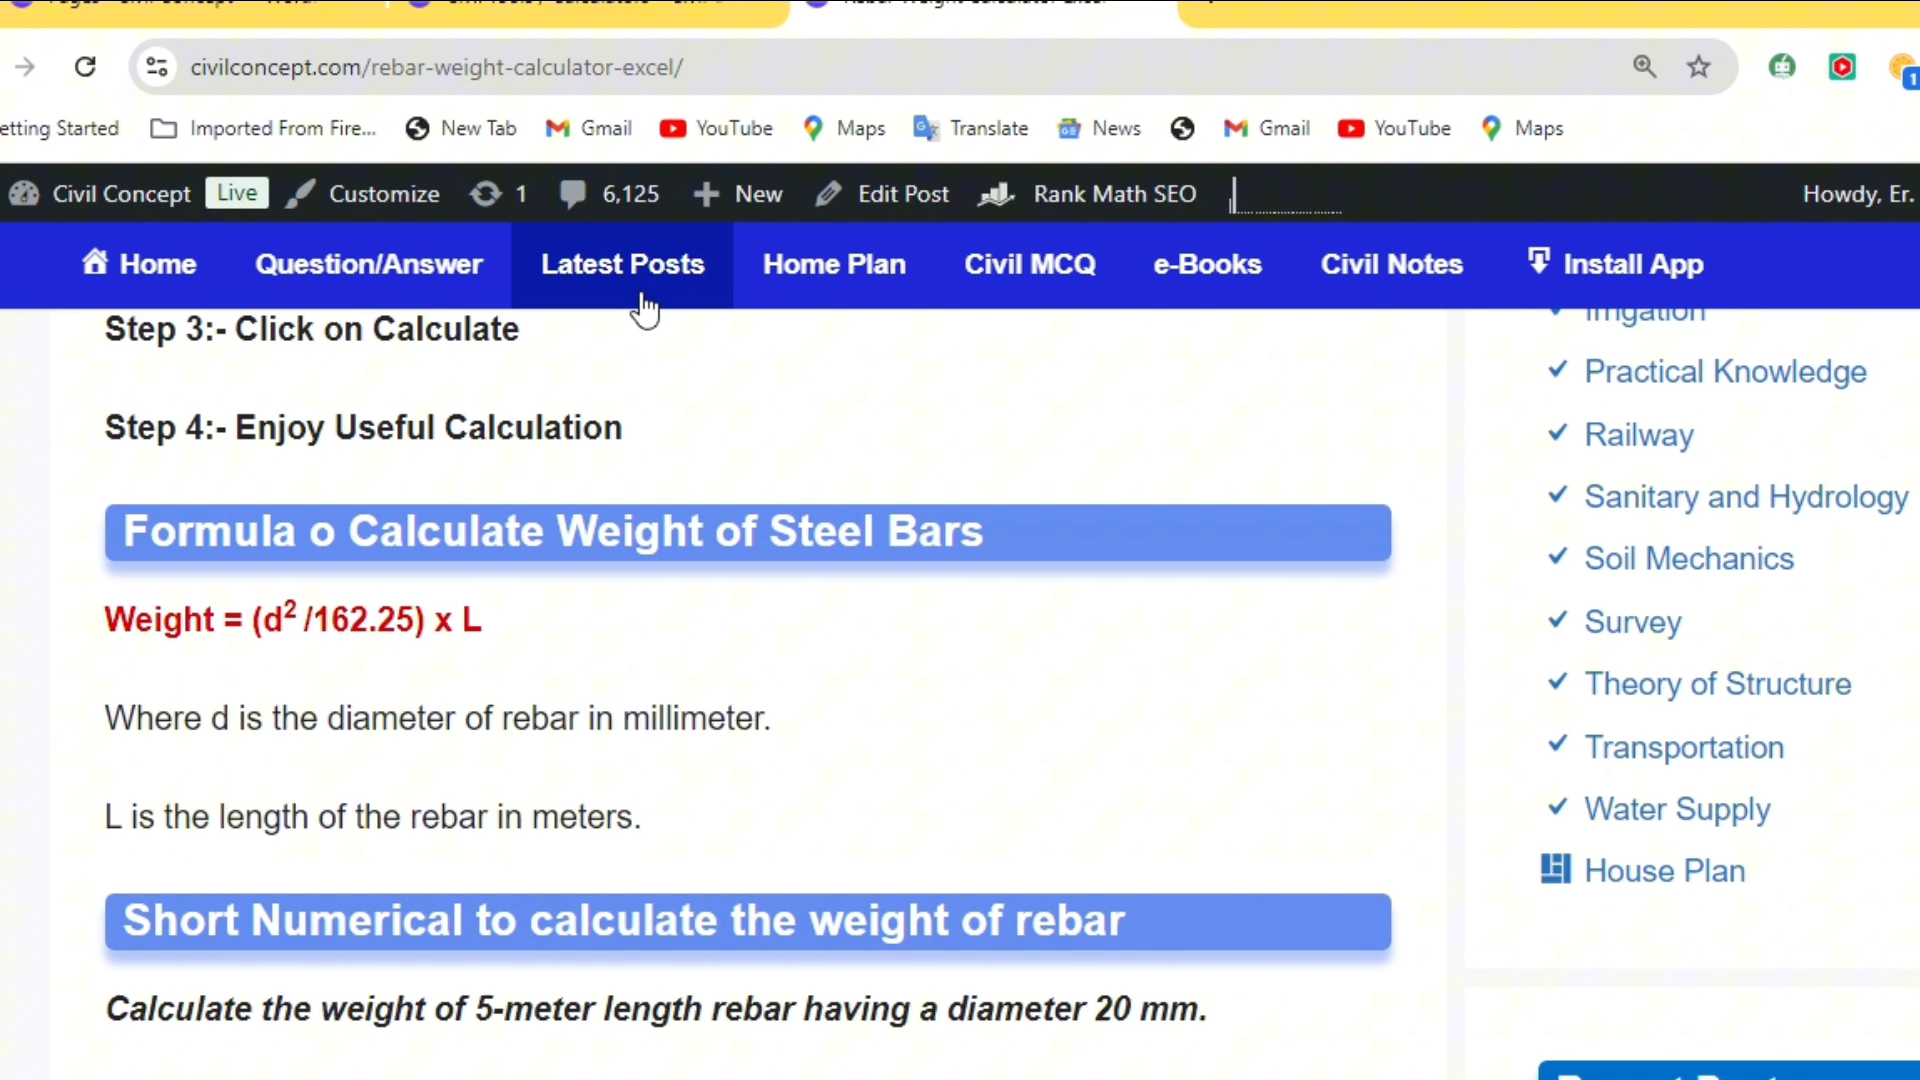 civilconcept.com/rebar-weight-calculator-excel/
1
etting Started Imported From Fire... New Tab Gmail YouTube Maps Translate News Gmail YouTube Maps
Civil Concept Live Customize 1 6,125 New Edit Post Rank Math SEO Howdy, Er.
Home Question/Answer Latest Posts Home Plan Civil MCQ e-Books Civil Notes Install App
Step 3:- Click on Calculate
Step 4:- Enjoy Useful Calculation
Formula o Calculate Weight of Steel Bars
Weight = (d² /162.25) x L
Where d is the diameter of rebar in millimeter.
L is the length of the rebar in meters.
Short Numerical to calculate the weight of rebar
Calculate the weight of 5-meter length rebar having a diameter 20 mm.
Irrigation
Practical Knowledge
Railway
Sanitary and Hydrology
Soil Mechanics
Survey
Theory of Structure
Transportation
Water Supply
House Plan